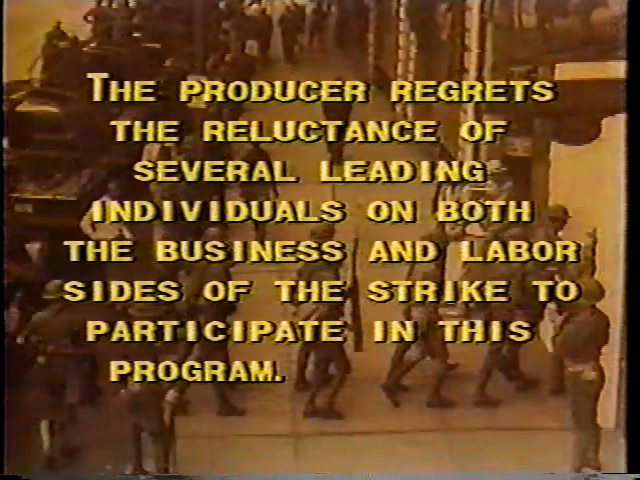 THE PRODUCER REGRETS
THE RELUCTANCE OF
SEVERAL LEADING
INDIVIDUALS ON BOTH
THE BUSINESS AND LABOR
SIDES OF THE STRIKE TO
PARTICIPATE IN THIS
PROGRAM.